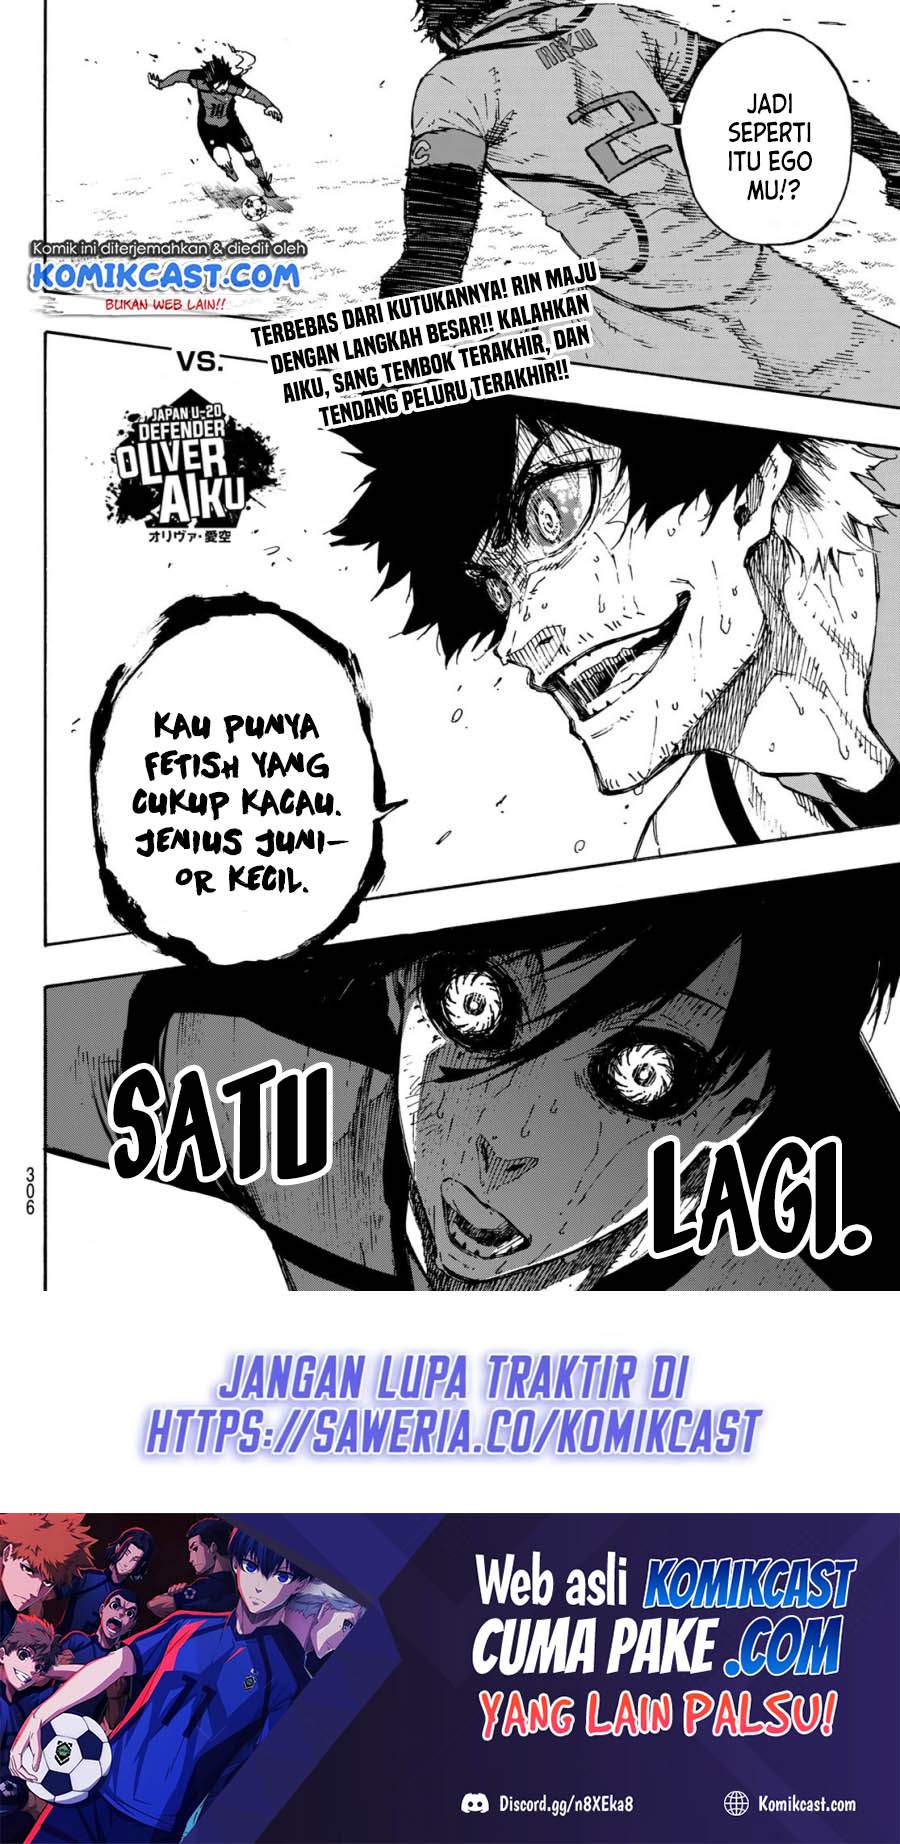 AIKU
2
C
14
JADI
SEPERTI
ITU EGO
MU!?
Komik ini diterjemahkan & diedit oleh
KOMIKCAST.COM
BUKAN WEB LAIN!!
TERBEBAS DARI KUTUKANNYA! RIN MAJU
DENGAN LANGKAH BESAR!! KALAHKAN
AIKU, SANG TEMBOK TERAKHIR, DAN
TENDANG PELURU TERAKHIR!!
VS.
JAPAN U-20
DEFENDER
OLIVER
AIKU.
オリヴァ・愛空
KAU PUNYA
FETISH YANG
CUKUP KACAU.
JENIUS JUNI-
OR KECIL.
SATU
LAGI.
306
JANGAN LUPA TRAKTIR DI
HTTPS://SAWERIA.CO/KOMIKCAST
11
Web asli KOMIKCAST
CUMA PAKE .COM
YANG LAIN PALSU!
Discord.gg/n8XEka8
Komikcast.com